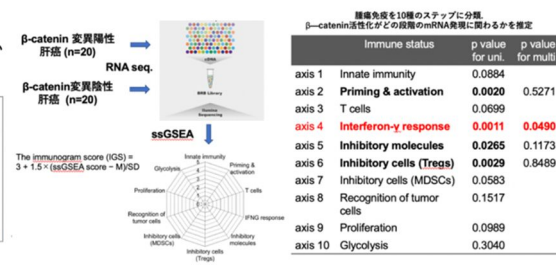 β-catenin 変異陽性
肝癌 (n=20)
RNA seq.
β-catenin変異陰性
肝癌 (n=20)
cDNA
Library
Sequencing
ssGSEA
The immunogram score (IGS) =
3 + 1.5×(ssGSEA score – M)/SD
Innate immunity
Priming &
activation
T cells
IFNG response
Inhibitory
molecules
Inhibitory cells
(Tregs)
Inhibitory cells
(MDSCs)
Recognition of
tumor cells
Proliferation
Glycolysis
腫瘍免疫を10種のステップに分類.
β—catenin活性化がどの段階のmRNA発現に関わるかを推定
Immune status p value for uni. p value for multi
axis 1 Innate immunity 0.0884
axis 2 Priming & activation 0.0020 0.5271
axis 3 T cells 0.0699
axis 4 Interferon-γ response 0.0011 0.0490
axis 5 Inhibitory molecules 0.0265 0.1173
axis 6 Inhibitory cells (Tregs) 0.0029 0.8489
axis 7 Inhibitory cells (MDSCs) 0.0583
axis 8 Recognition of tumor 0.1517
cells
axis 9 Proliferation 0.0989
axis 10 Glycolysis 0.3040